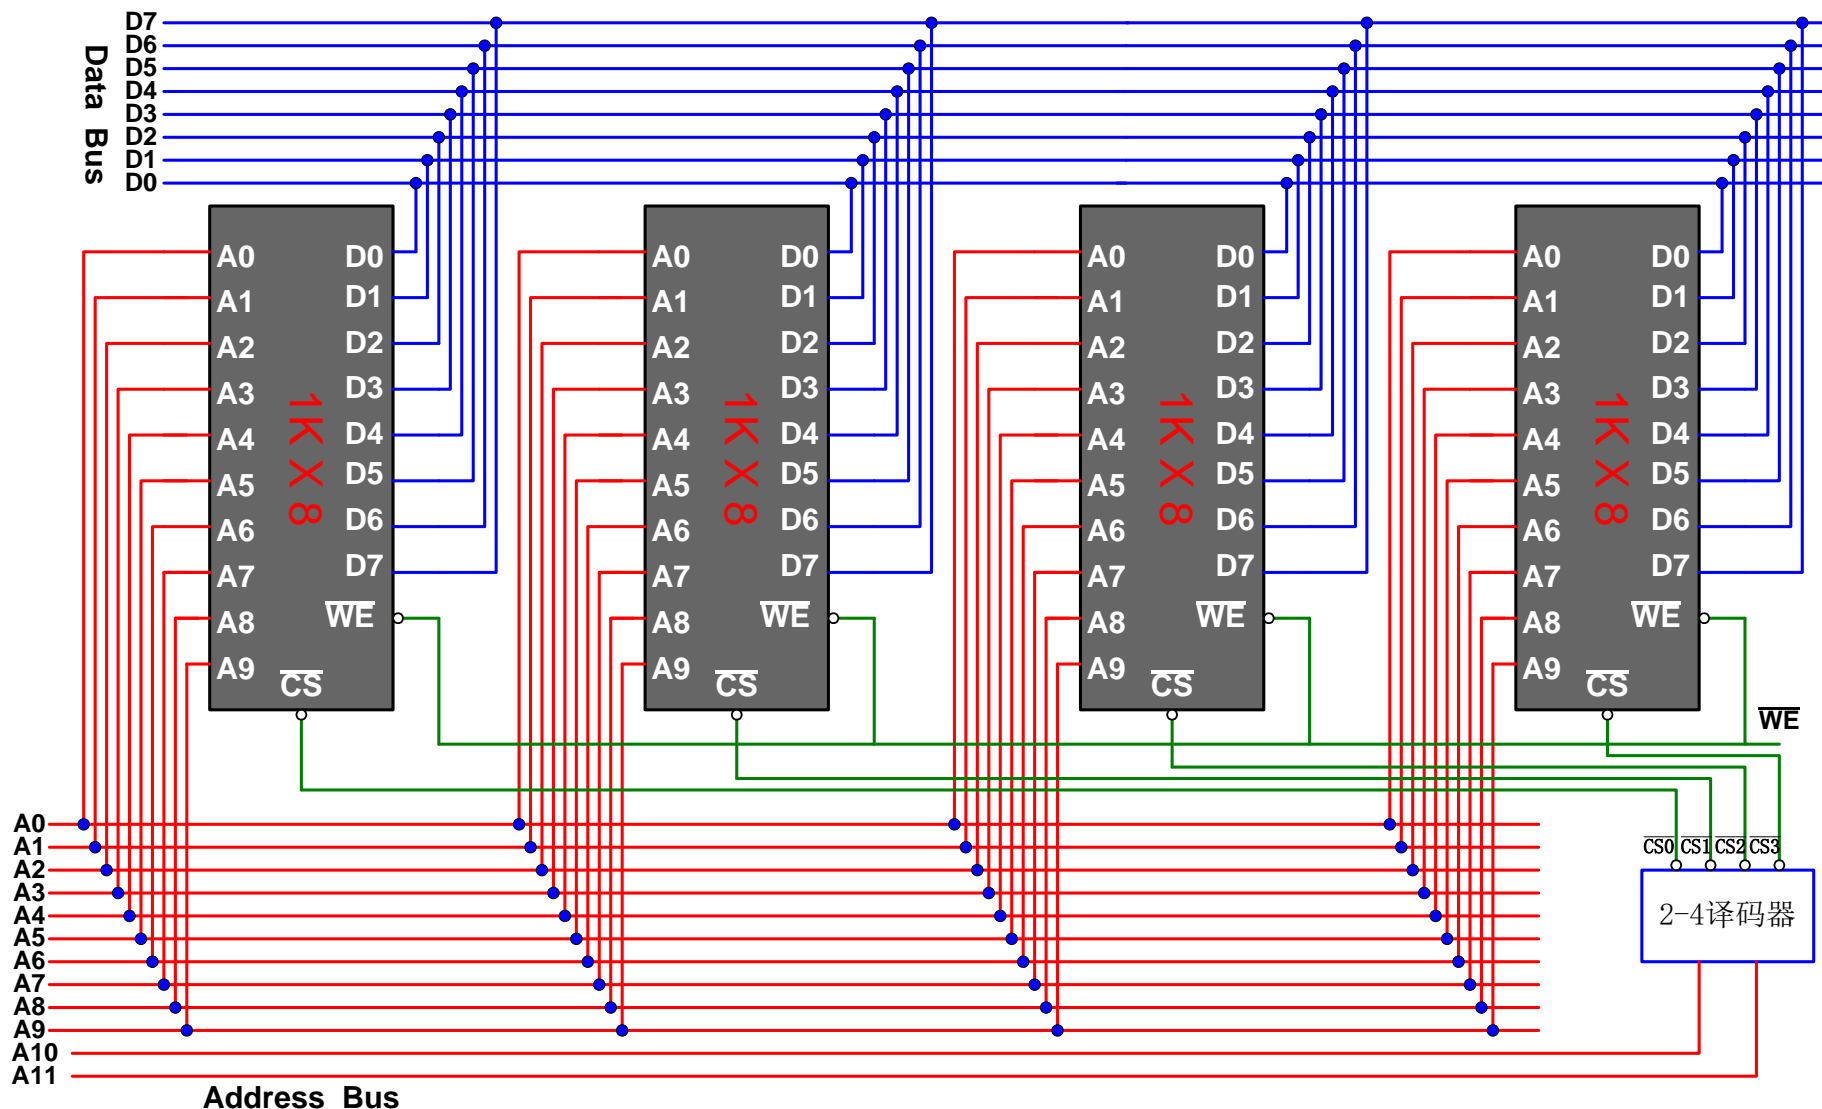 D7
D6
D5
D4
D3
D2
D1
D0
Data Bus
A0 D0
A1 D1
A2 D2
A3 D3
A4 D4
A5 D5
A6 D6
A7 D7
A8 WE
A9
CS
1K X 8
A0 D0
A1 D1
A2 D2
A3 D3
A4 D4
A5 D5
A6 D6
A7 D7
A8 WE
A9
CS
1K X 8
A0 D0
A1 D1
A2 D2
A3 D3
A4 D4
A5 D5
A6 D6
A7 D7
A8 WE
A9
CS
1K X 8
A0 D0
A1 D1
A2 D2
A3 D3
A4 D4
A5 D5
A6 D6
A7 D7
A8 WE
A9
CS
1K X 8
WE
CS0 CS1 CS2 CS3
2-4译码器
A0
A1
A2
A3
A4
A5
A6
A7
A8
A9
A10
A11
Address Bus